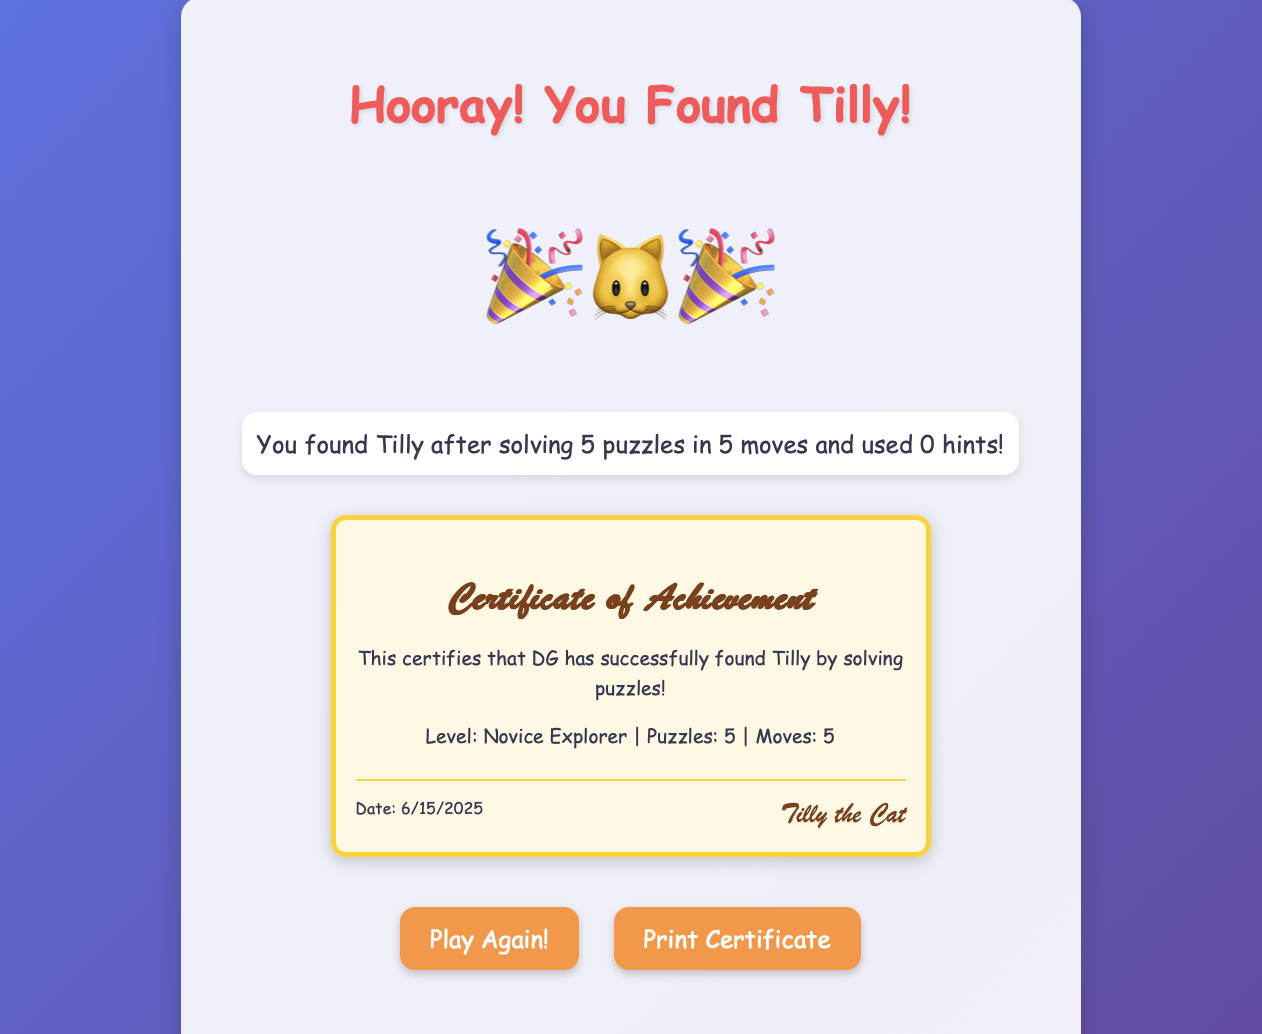 Hooray! You Found Tilly!
You found Tilly after solving 5 puzzles in 5 moves and used 0 hints!
Certificate of Achievement
This certifies that DG has successfully found Tilly by solving
puzzles!
Level: Novice Explorer | Puzzles: 5 | Moves: 5
Date: 6/15/2025
Tilly the Cat
Play Again!
Print Certificate